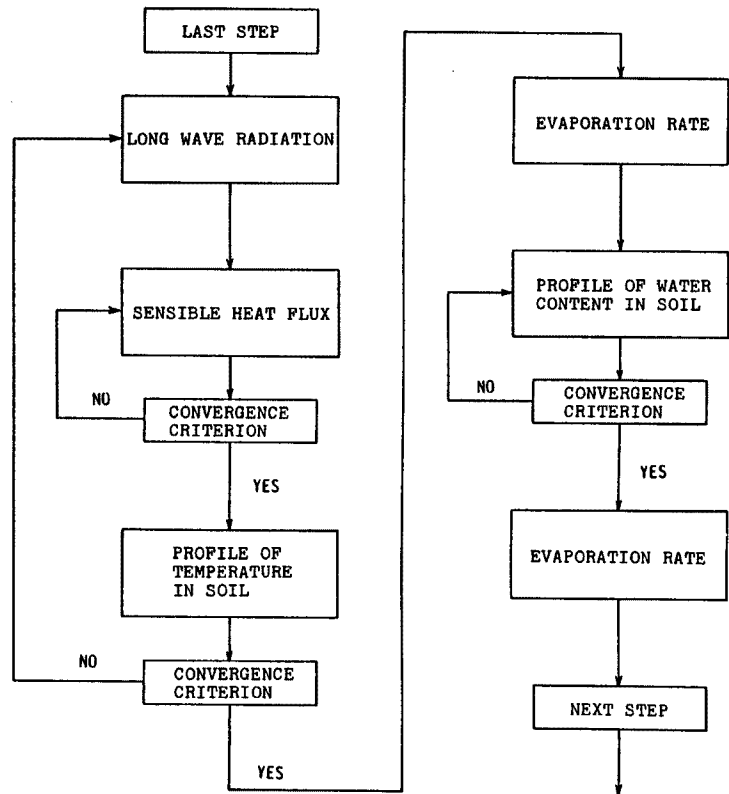 LAST STEP
LONG WAVE RADIATION
SENSIBLE HEAT FLUX
NO
CONVERGENCE
CRITERION
YES
PROFILE OF
TEMPERATURE
IN SOIL
NO
CONVERGENCE
CRITERION
YES
EVAPORATION RATE
PROFILE OF WATER
CONTENT IN SOIL
NO
CONVERGENCE
CRITERION
YES
EVAPORATION RATE
NEXT STEP